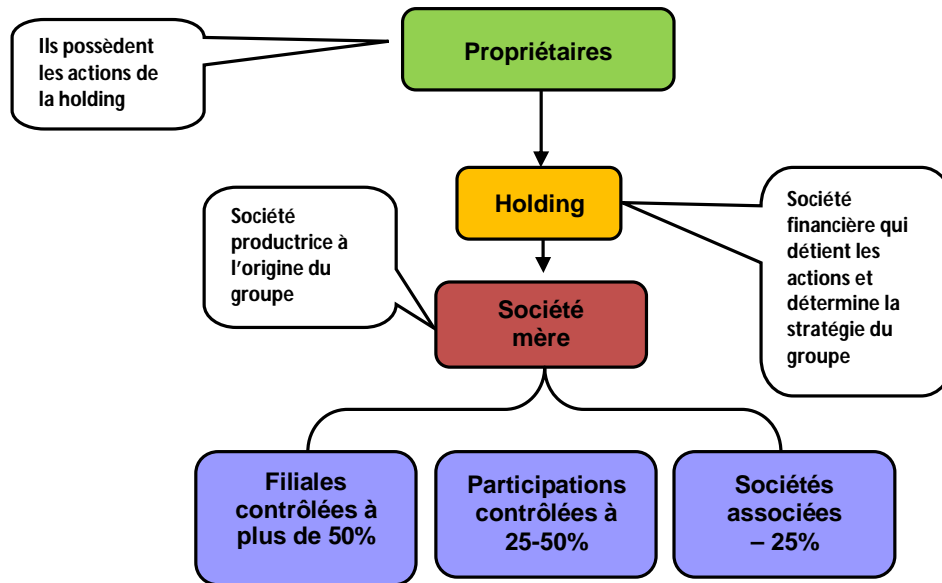 Ils possèdent
les actions de
la holding
Propriétaires
Holding
Société
productrice à
l'origine du
groupe
Société
financière qui
détient les
actions et
détermine la
stratégie du
groupe
Société
mère
Filiales
contrôlées à
plus de 50%
Participations
contrôlées à
25-50%
Sociétés
associées
– 25%